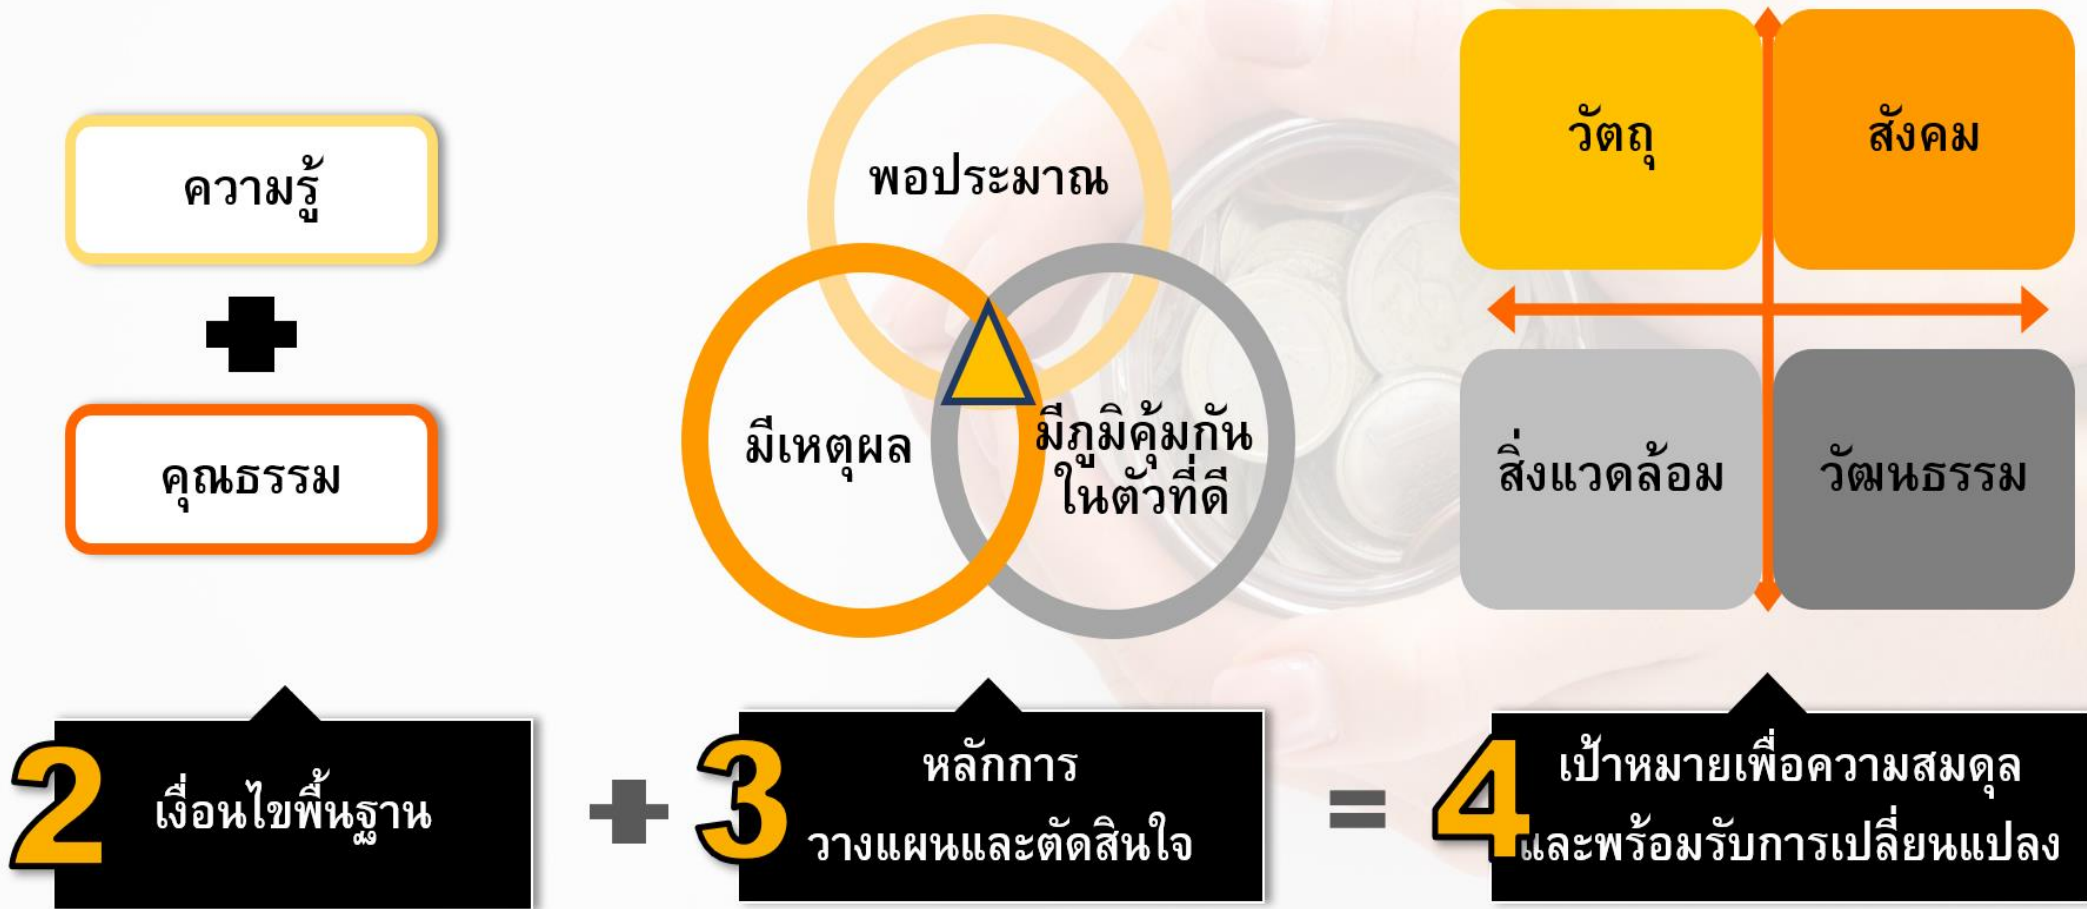 ความรู้
คุณธรรม
พอประมาณ
มีเหตุผล
มีภูมิคุ้มกัน
ในตัวที่ดี
วัตถุ
สังคม
สิ่งแวดล้อม
วัฒนธรรม
2
เงื่อนไขพื้นฐาน
3
หลักการ
วางแผนและตัดสินใจ
=
4
เป้าหมายเพื่อความสมดุล
และพร้อมรับการเปลี่ยนแปลง